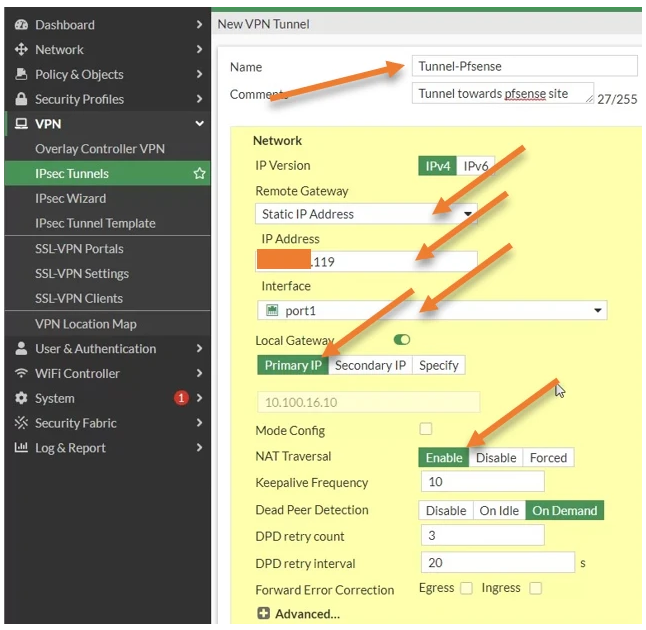 Dashboard
Network
Policy & Objects
Security Profiles
VPN
Overlay Controller VPN
IPsec Tunnels
IPsec Wizard
IPsec Tunnel Template
SSL-VPN Portals
SSL-VPN Settings
SSL-VPN Clients
VPN Location Map
User & Authentication
WiFi Controller
System 1
Security Fabric
Log & Report
New VPN Tunnel
Name Tunnel-Pfsense
Comments Tunnel towards pfsense site 27/255
Network
IP Version IPv4 IPv6
Remote Gateway
Static IP Address
IP Address
.119
Interface
port1
Local Gateway
Primary IP Secondary IP Specify
10.100.16.10
Mode Config
NAT Traversal Enable Disable Forced
Keepalive Frequency 10
Dead Peer Detection Disable On Idle On Demand
DPD retry count 3
DPD retry interval 20 s
Forward Error Correction Egress Ingress
Advanced...